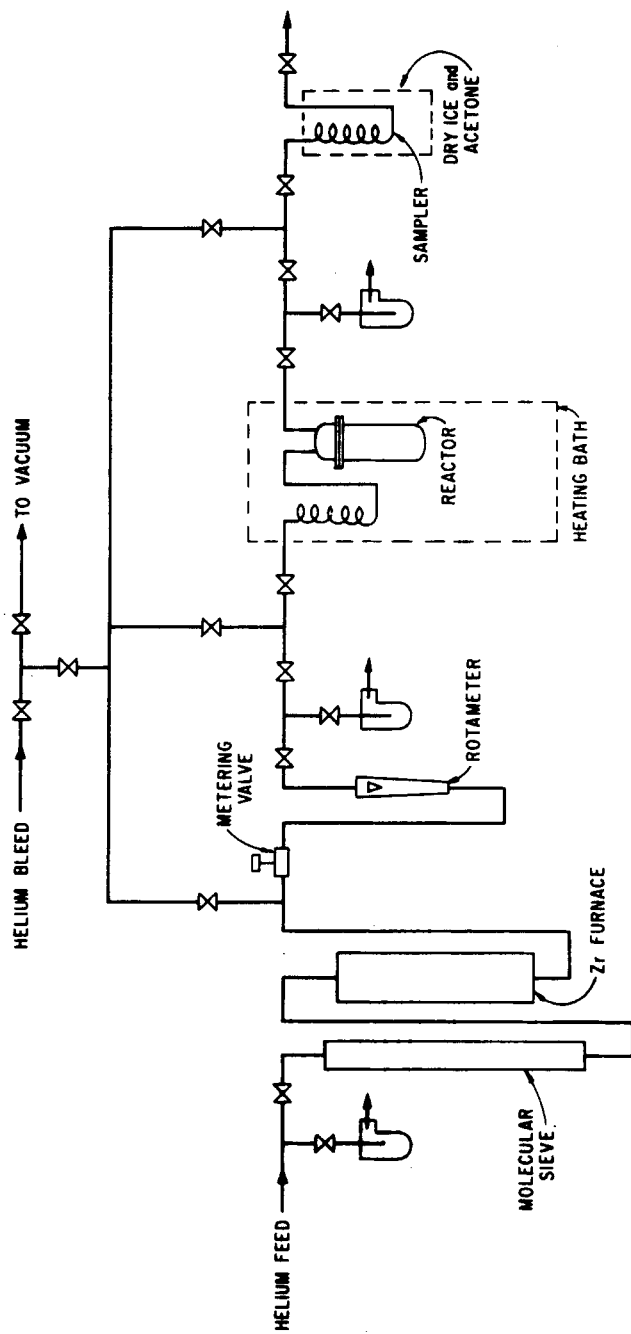 HELIUM BLEED
TO VACUUM
HELIUM FEED
MOLECULAR
SIEVE
Zr FURNACE
METERING
VALVE
ROTAMETER
REACTOR
HEATING BATH
SAMPLER
DRY ICE and
ACETONE